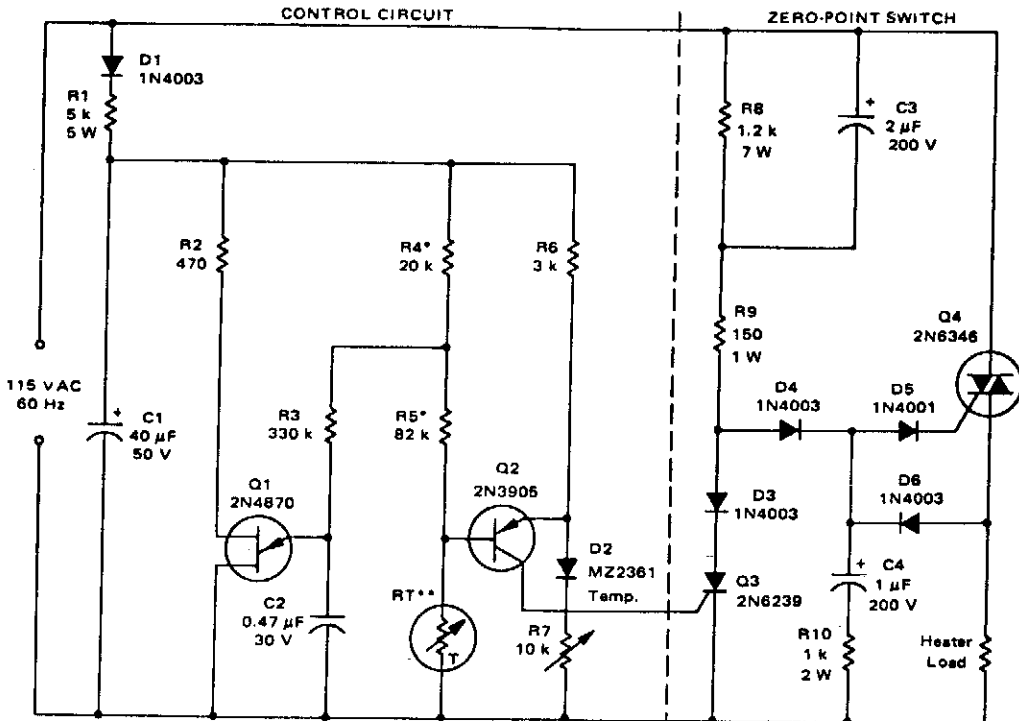 CONTROL CIRCUIT
ZERO-POINT SWITCH
D1
1N4003
R1
5 k
5 W
R8
1.2 k
7 W
+
C3
2 µF
200 V
R2
470
R4*
20 k
R6
3 k
R9
150
1 W
Q4
2N6346
115 VAC
60 Hz
+
C1
40 µF
50 V
R3
330 k
R5*
82 k
D4
1N4003
D5
1N4001
Q1
2N4870
Q2
2N3905
D3
1N4003
D6
1N4003
D2
MZ2361
Temp.
Q3
2N6239
+
C4
1 µF
200 V
C2
0.47 µF
30 V
RT**
T
R7
10 k
R10
1 k
2 W
Heater
Load